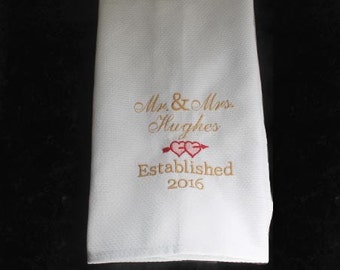 Mr. & Mrs.
Hughes
Established
2016